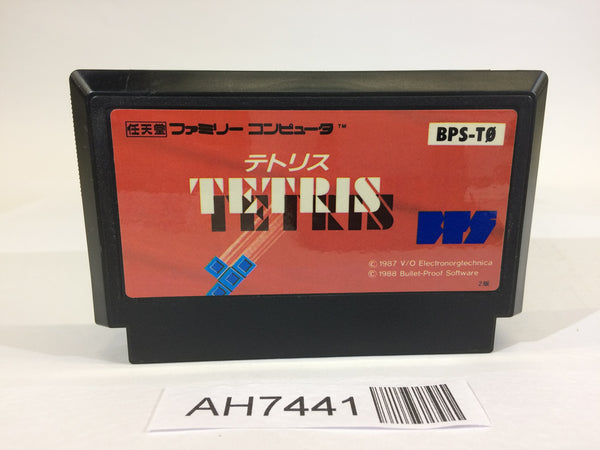 任天堂 ファミリー コンピュータ™
BPS-TØ
テトリス
TETRIS
BPS
© 1987 V/O Electronorgtechnica
© 1988 Bullet-Proof Software
2版
AH7441